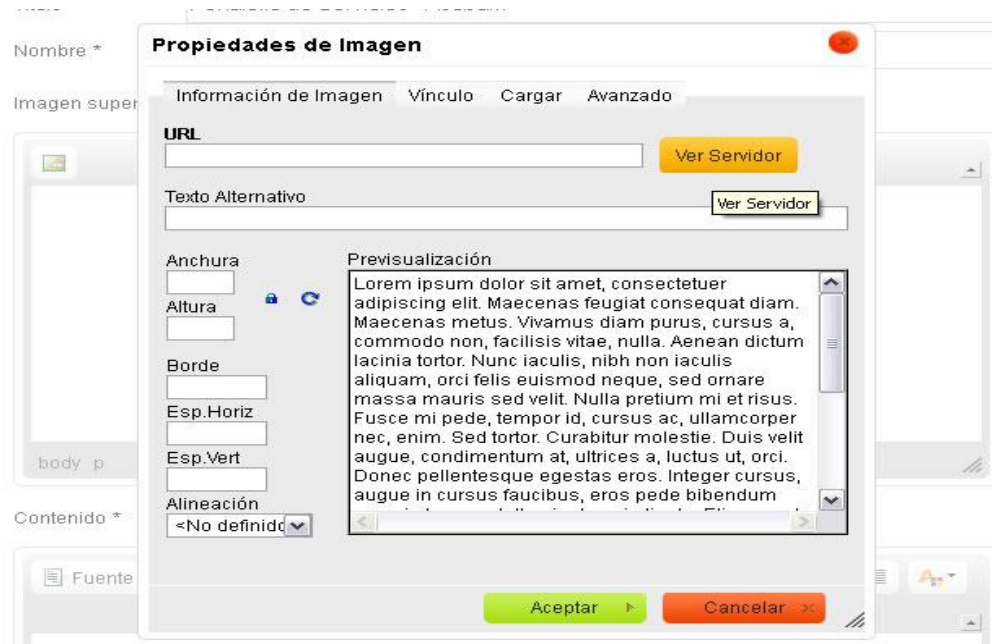 Nombre *
Propiedades de Imagen
Imagen super
Información de Imagen Vínculo Cargar Avanzado
URL
Ver Servidor
Texto Alternativo
Ver Servidor
Anchura
Altura
Borde
Esp.Horiz
Esp.Vert
Alineación
<No definido
Previsualización
Lorem ipsum dolor sit amet, consectetuer
adipiscing elit. Maecenas feugiat consequat diam.
Maecenas metus. Vivamus diam purus, cursus a,
commodo non, facilisis vitae, nulla. Aenean dictum
lacinia tortor. Nunc iaculis, nibh non iaculis
aliquam, orci felis euismod neque, sed ornare
massa mauris sed velit. Nulla pretium mi et risus.
Fusce mi pede, tempor id, cursus ac, ullamcorper
nec, enim. Sed tortor. Curabitur molestie. Duis velit
augue, condimentum at, ultrices a, luctus ut, orci.
Donec pellentesque egestas eros. Integer cursus,
augue in cursus faucibus, eros pede bibendum
body p
Contenido *
Fuente
Aceptar
Cancelar